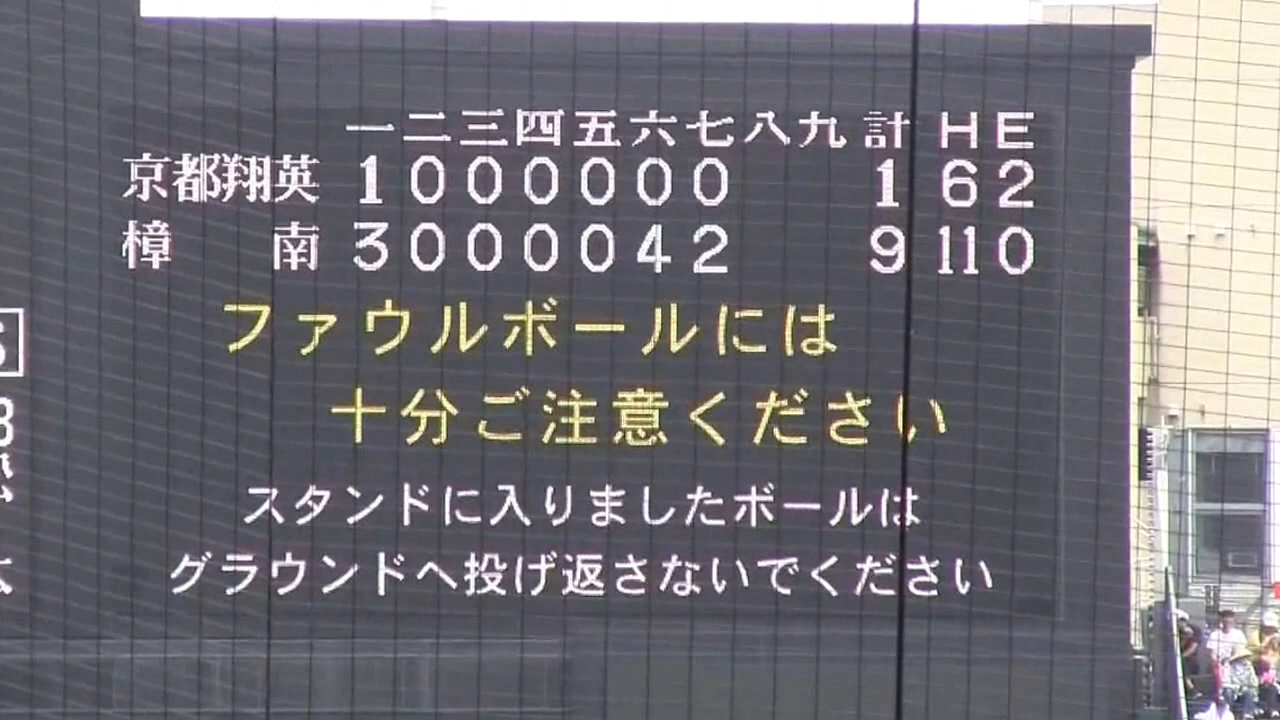 一二三四五六七八九計HE
京都翔英 1000000 1 6 2
樟南 3000042 9 11 0
ファウルボールには
十分ご注意ください
スタンドに入りましたボールは
グラウンドへ投げ返さないでください